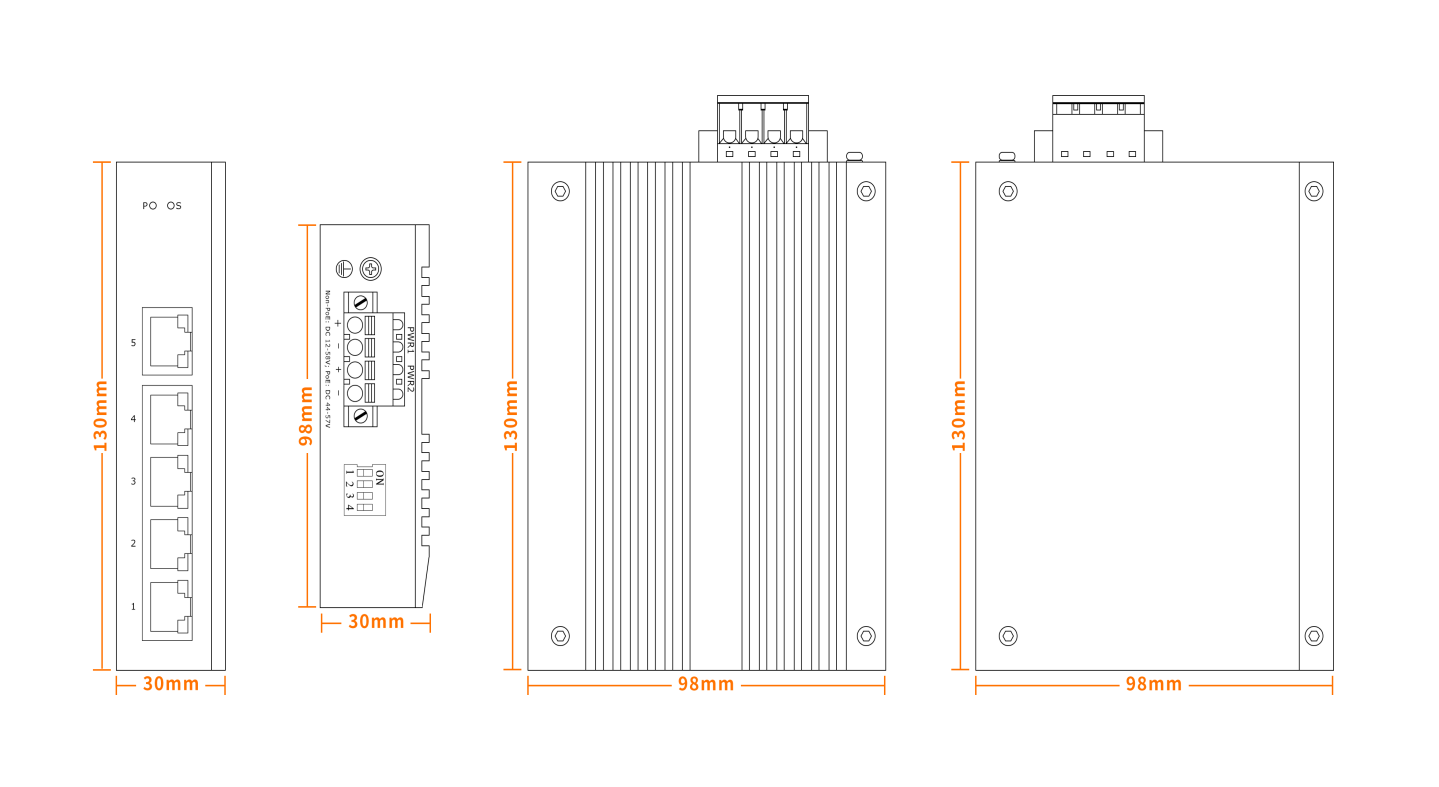 PO OS
5
4
3
2
1
130mm
30mm
Non-PoE: DC 12-58V; PoE: DC 44-57V
+
−
+
−
PWR1
PWR2
ON
1
2
3
4
98mm
30mm
130mm
98mm
130mm
98mm